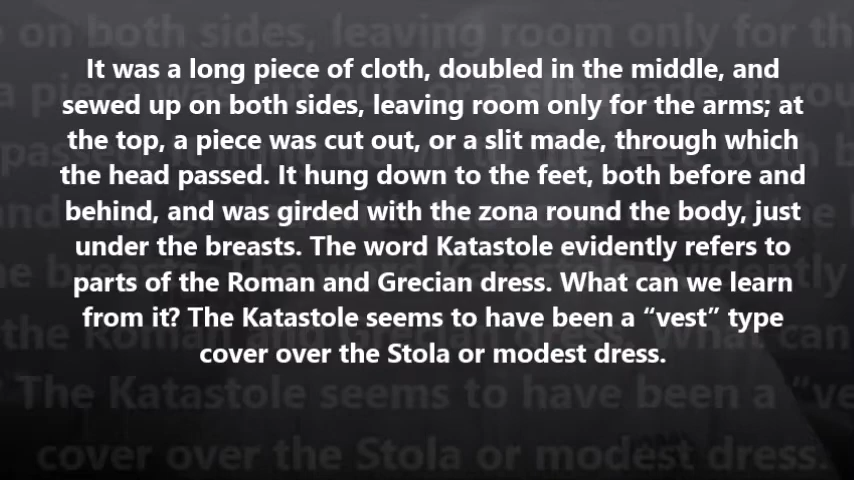 It was a long piece of cloth, doubled in the middle, and
sewed up on both sides, leaving room only for the arms; at
the top, a piece was cut out, or a slit made, through which
the head passed. It hung down to the feet, both before and
behind, and was girded with the zona round the body, just
under the breasts. The word Katastole evidently refers to
parts of the Roman and Grecian dress. What can we learn
from it? The Katastole seems to have been a “vest” type
cover over the Stola or modest dress.